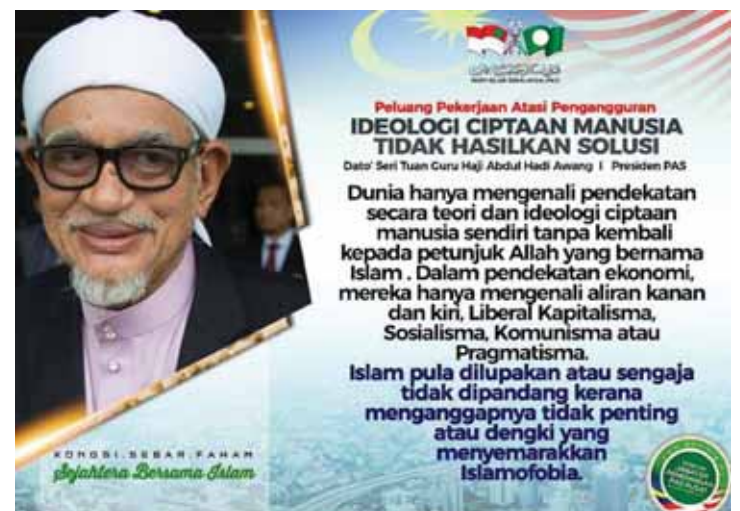 Peluang Pekerjaan Atasi Pengangguran
IDEOLOGI CIPTAAN MANUSIA
TIDAK HASILKAN SOLUSI
Dato' Seri Tuan Guru Haji Abdul Hadi Awang I Presiden PAS
Dunia hanya mengenali pendekatan
secara teori dan ideologi ciptaan
manusia sendiri tanpa kembali
kepada petunjuk Allah yang bernama
Islam . Dalam pendekatan ekonomi,
mereka hanya mengenali aliran kanan
dan kiri, Liberal Kapitalisma,
Sosialisma, Komunisma atau
Pragmatisma.
Islam pula dilupakan atau sengaja
tidak dipandang kerana
menganggapnya tidak penting
atau dengki yang
menyemarakkan
Islamofobia.
KONGSI.SEBAR.FAHAM
Sejahtera Bersama Islam